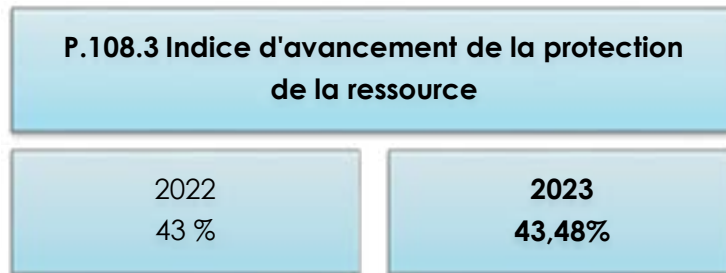 P.108.3 Indice d'avancement de la protection
de la ressource
2022
43 %
2023
43,48%